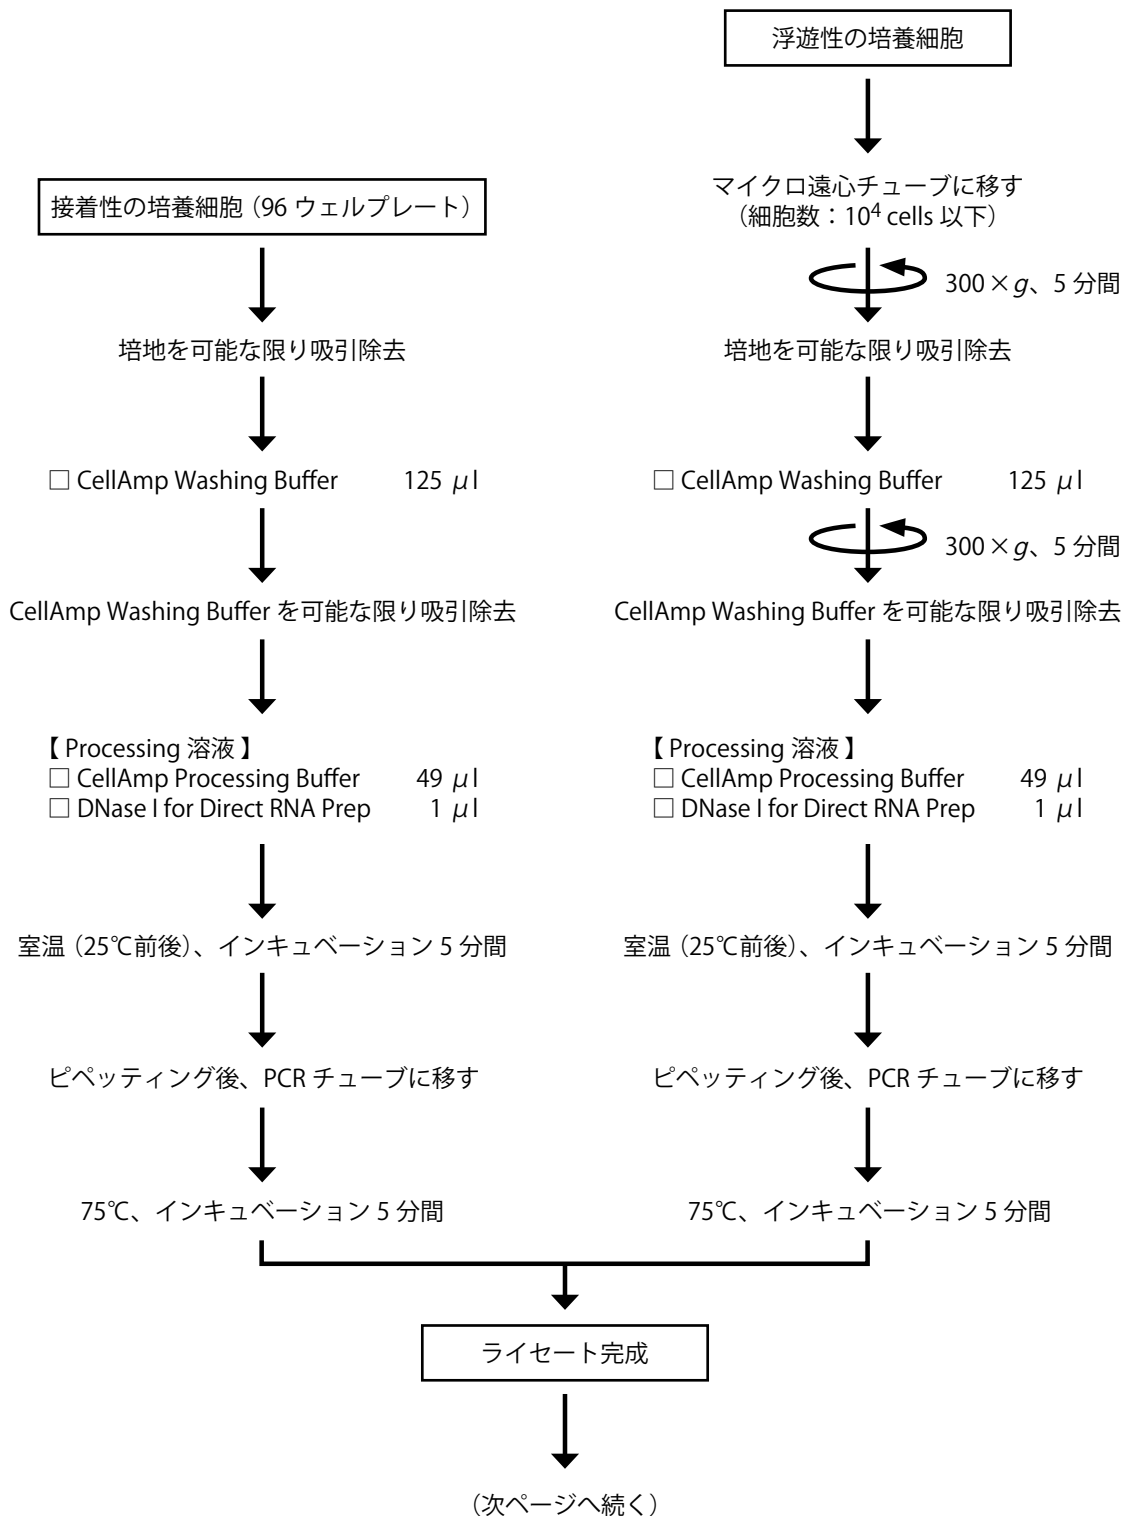 浮遊性の培養細胞
マイクロ遠心チューブに移す
（細胞数：10⁴ cells 以下）
300×g、5 分間
培地を可能な限り吸引除去
□ CellAmp Washing Buffer 125 μl
300×g、5 分間
CellAmp Washing Buffer を可能な限り吸引除去
【 Processing 溶液 】
□ CellAmp Processing Buffer 49 μl
□ DNase I for Direct RNA Prep 1 μl
室温（25℃前後）、インキュベーション 5 分間
ピペッティング後、PCR チューブに移す
75℃、インキュベーション 5 分間
接着性の培養細胞（96 ウェルプレート）
培地を可能な限り吸引除去
□ CellAmp Washing Buffer 125 μl
CellAmp Washing Buffer を可能な限り吸引除去
【 Processing 溶液 】
□ CellAmp Processing Buffer 49 μl
□ DNase I for Direct RNA Prep 1 μl
室温（25℃前後）、インキュベーション 5 分間
ピペッティング後、PCR チューブに移す
75℃、インキュベーション 5 分間
ライセート完成
（次ページへ続く）